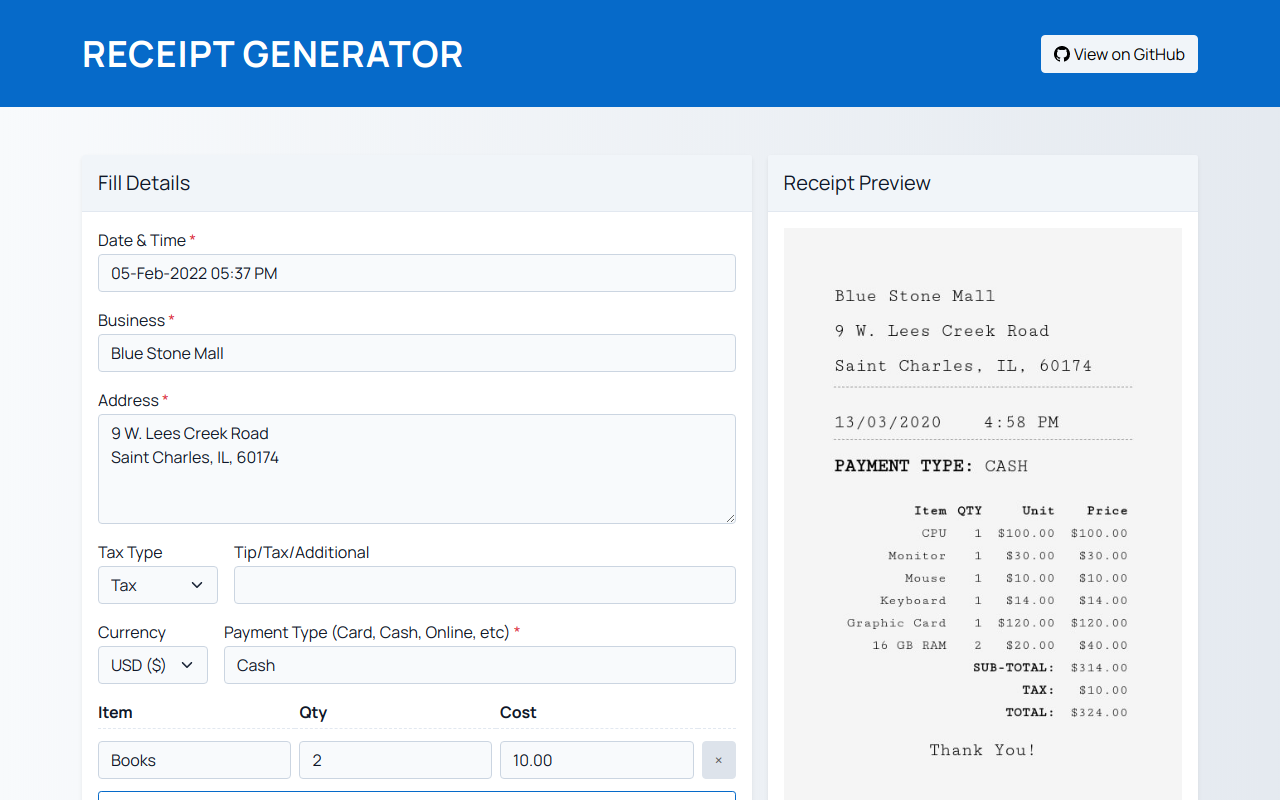 RECEIPT GENERATOR
View on GitHub
Fill Details
Date & Time *
05-Feb-2022 05:37 PM
Business *
Blue Stone Mall
Address *
9 W. Lees Creek Road
Saint Charles, IL, 60174
Tax Type Tip/Tax/Additional
Tax
Currency Payment Type (Card, Cash, Online, etc) *
USD ($) Cash
Item Qty Cost
Books 2 10.00 ×
Receipt Preview
Blue Stone Mall
9 W. Lees Creek Road
Saint Charles, IL, 60174
13/03/2020 4:58 PM
PAYMENT TYPE: CASH
Item QTY Unit Price
CPU 1 $100.00 $100.00
Monitor 1 $30.00 $30.00
Mouse 1 $10.00 $10.00
Keyboard 1 $14.00 $14.00
Graphic Card 1 $120.00 $120.00
16 GB RAM 2 $20.00 $40.00
SUB-TOTAL: $314.00
TAX: $10.00
TOTAL: $324.00
Thank You!